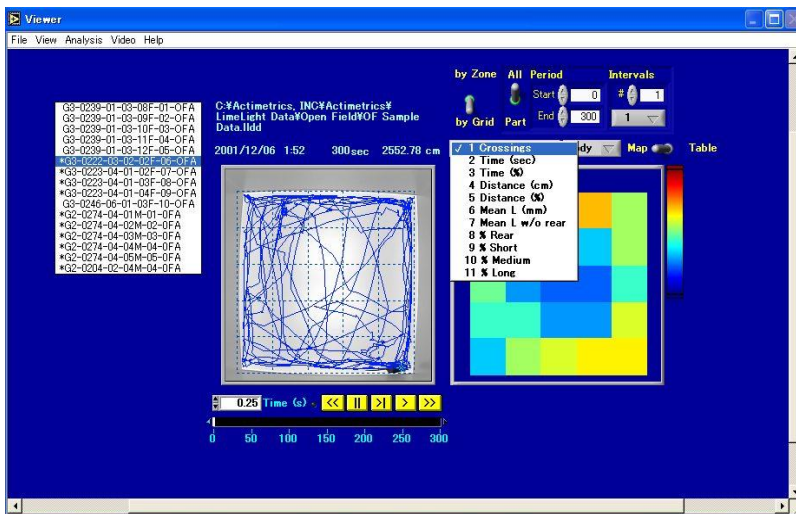 Viewer
File View Analysis Video Help
by Zone All Period Intervals
Start 0 # 1
by Grid Part End 300 1
G3-0239-01-03-08F-01-OFA
G3-0239-01-03-09F-02-OFA
G3-0239-01-03-10F-03-OFA
G3-0239-01-03-11F-04-OFA
G3-0239-01-03-12F-05-OFA
*G3-0222-03-02-02F-06-OFA
*G3-0223-04-01-02F-07-OFA
*G3-0223-04-01-03F-08-OFA
*G3-0223-04-01-04F-09-OFA
G3-0246-06-01-03F-10-OFA
*G2-0274-04-01M-01-OFA
*G2-0274-04-02M-02-OFA
*G2-0274-04-03M-03-OFA
*G2-0274-04-04M-04-OFA
*G2-0274-04-05M-05-OFA
*G2-0204-02-04M-04-OFA
C:¥Actimetrics, INC¥Actimetrics¥
LimeLight Data¥Open Field¥OF Sample
Data.lldd
2001/12/06 1:52 300sec 2552.78 cm
✓ 1 Crossings
2 Time (sec)
3 Time (%)
4 Distance (cm)
5 Distance (%)
6 Mean L (mm)
7 Mean L w/o rear
8 % Rear
9 % Short
10 % Medium
11 % Long
dy Map Table
0.25 Time (s) << || >| > >>
0 50 100 150 200 250 300